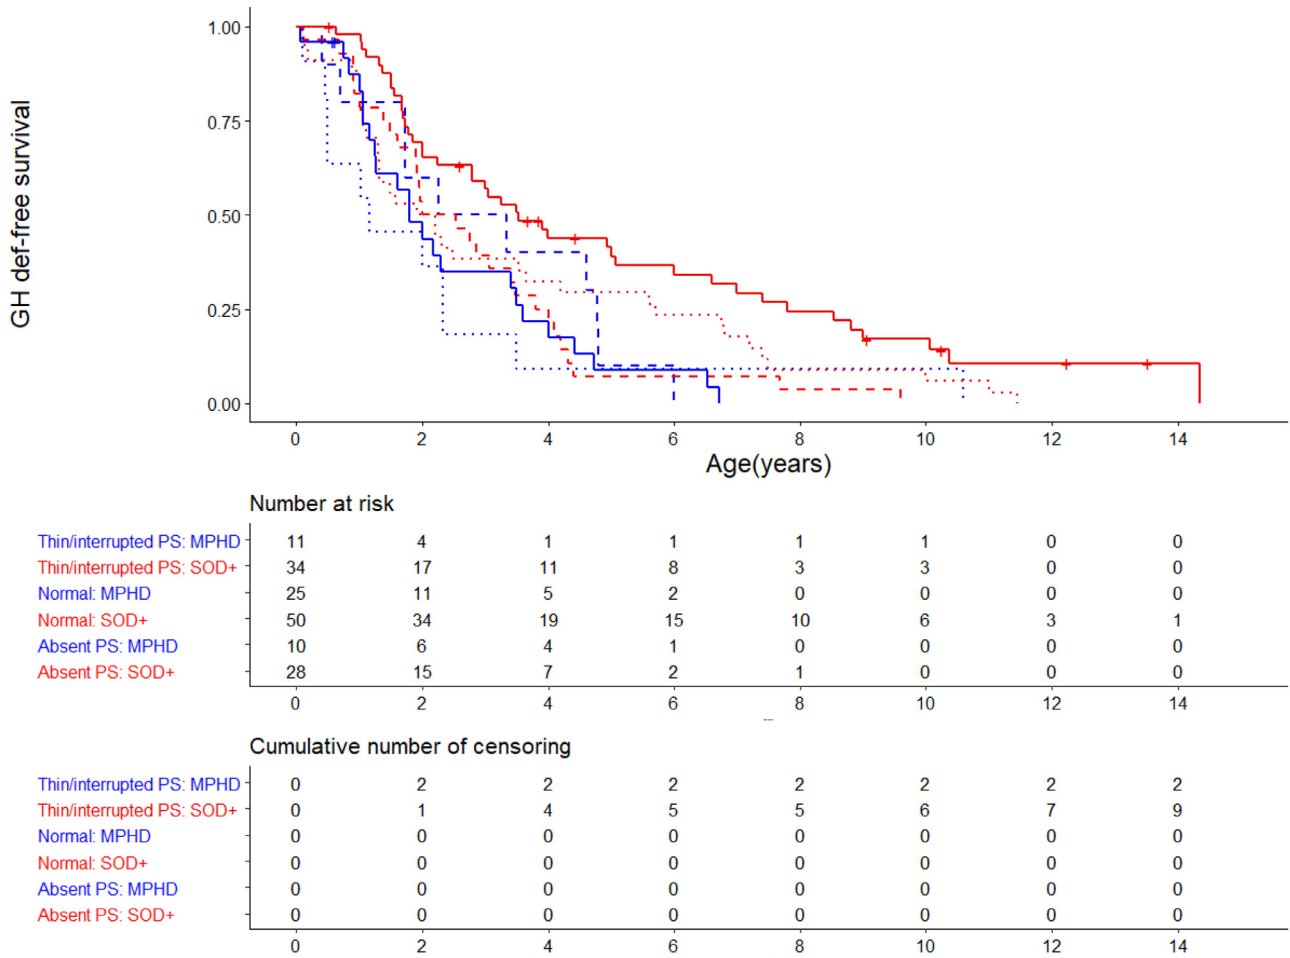 GH def-free survival
1.00
0.75
0.50
0.25
0.00
0 2 4 6 8 10 12 14
Age(years)
Number at risk
Thin/interrupted PS: MPHD 11 4 1 1 1 1 0 0
Thin/interrupted PS: SOD+ 34 17 11 8 3 3 0 0
Normal: MPHD 25 11 5 2 0 0 0 0
Normal: SOD+ 50 34 19 15 10 6 3 1
Absent PS: MPHD 10 6 4 1 0 0 0 0
Absent PS: SOD+ 28 15 7 2 1 0 0 0
0 2 4 6 8 10 12 14
Cumulative number of censoring
Thin/interrupted PS: MPHD 0 2 2 2 2 2 2 2
Thin/interrupted PS: SOD+ 0 1 4 5 5 6 7 9
Normal: MPHD 0 0 0 0 0 0 0 0
Normal: SOD+ 0 0 0 0 0 0 0 0
Absent PS: MPHD 0 0 0 0 0 0 0 0
Absent PS: SOD+ 0 0 0 0 0 0 0 0
0 2 4 6 8 10 12 14